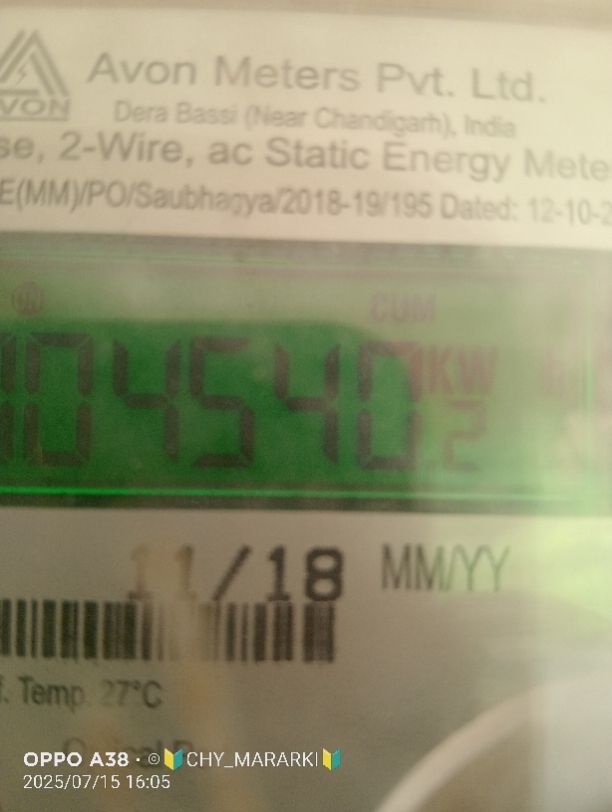 AVON
Avon Meters Pvt. Ltd.
Dera Bassi (Near Chandigarh), India
se, 2-Wire, ac Static Energy Mete
E(MM)/PO/Saubhagya/2018-19/195 Dated: 12-10-2
CUM
04540.2 KW h
11/18 MM/YY
f. Temp. 27°C
OPPO A38 · ©🔰CHY_MARARKI🔰
2025/07/15 16:05